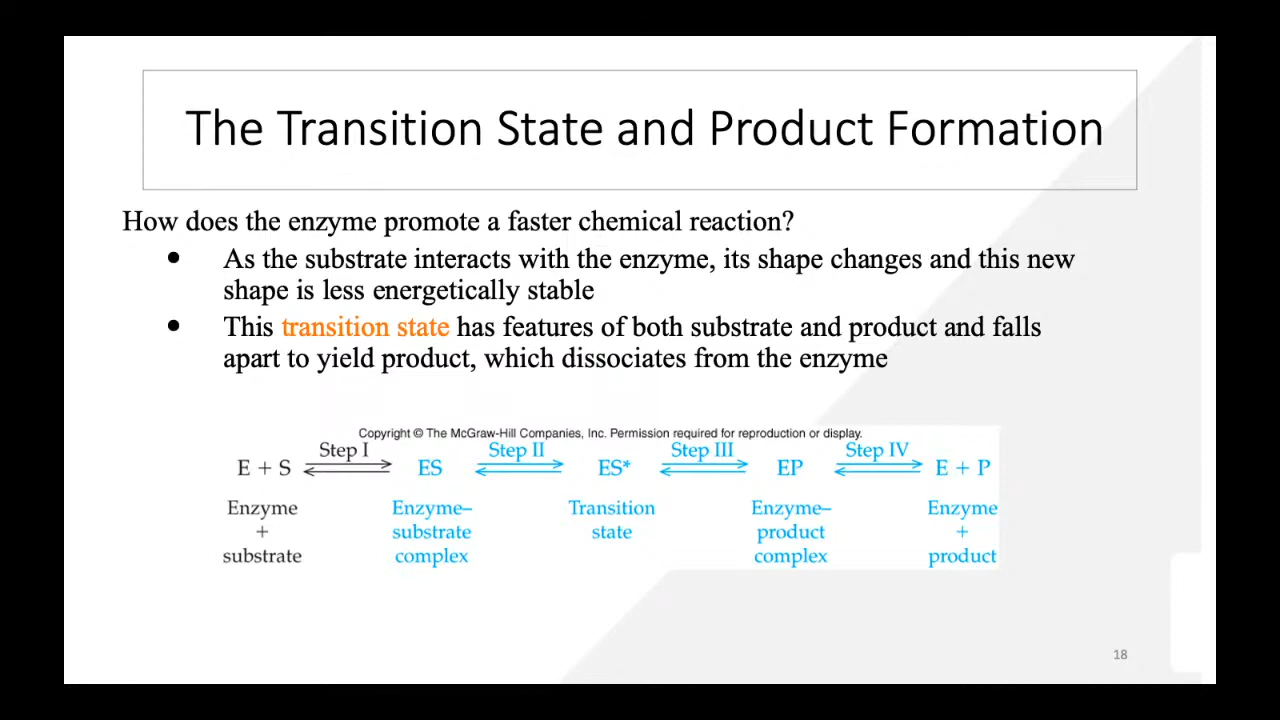 The Transition State and Product Formation
How does the enzyme promote a faster chemical reaction?
• As the substrate interacts with the enzyme, its shape changes and this new
shape is less energetically stable
• This transition state has features of both substrate and product and falls
apart to yield product, which dissociates from the enzyme
Copyright © The McGraw-Hill Companies, Inc. Permission required for reproduction or display.
Step I Step II Step III Step IV
E + S ES ES* EP E + P
Enzyme Enzyme– Transition Enzyme– Enzyme
+ substrate state product +
substrate complex complex product
18